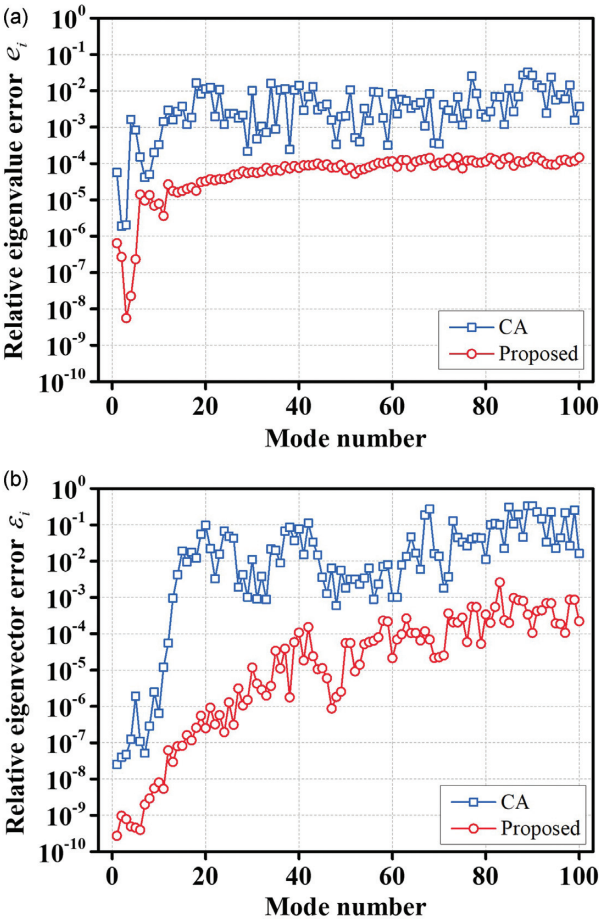 (a)
Relative eigenvalue error e_i
10^0
10^-1
10^-2
10^-3
10^-4
10^-5
10^-6
10^-7
10^-8
10^-9
10^-10
CA
Proposed
0 20 40 60 80 100
Mode number
(b)
Relative eigenvector error ε_i
10^0
10^-1
10^-2
10^-3
10^-4
10^-5
10^-6
10^-7
10^-8
10^-9
10^-10
CA
Proposed
0 20 40 60 80 100
Mode number